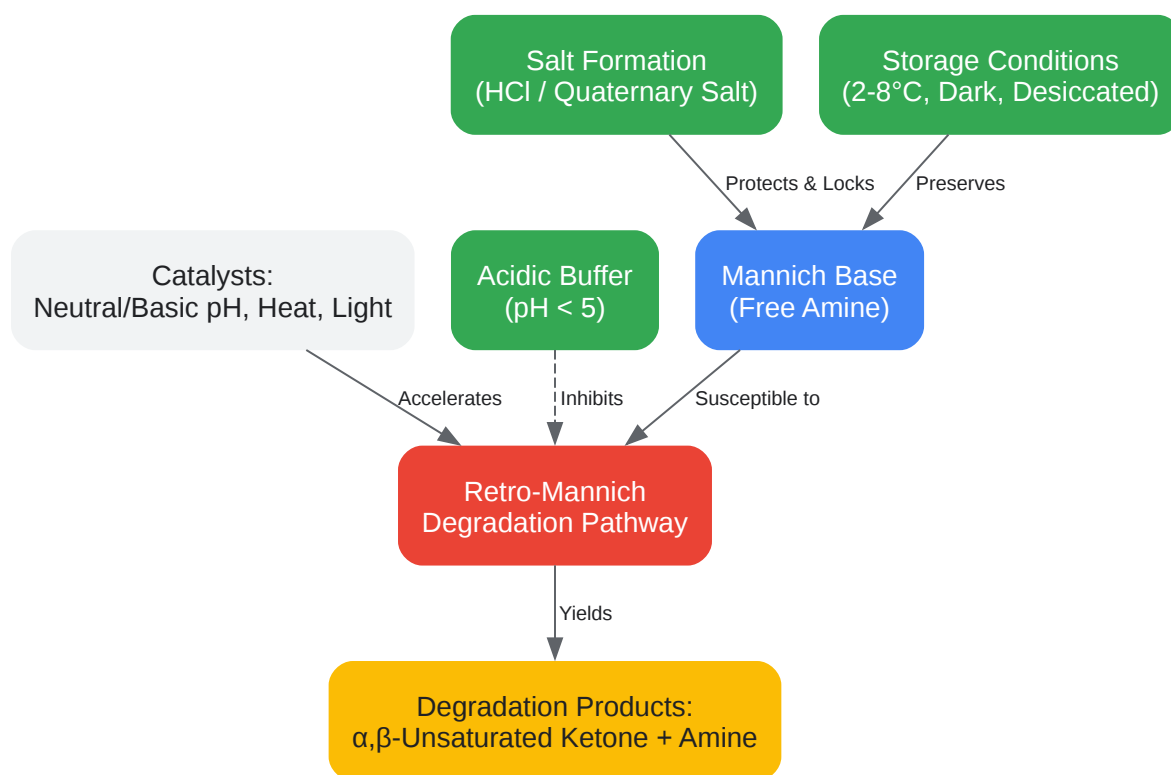 Salt Formation
(HCl / Quaternary Salt)
Storage Conditions
(2-8°C, Dark, Desiccated)
Protects & Locks
Preserves
Catalysts:
Neutral/Basic pH, Heat, Light
Acidic Buffer
(pH < 5)
Mannich Base
(Free Amine)
Accelerates
Inhibits
Susceptible to
Retro-Mannich
Degradation Pathway
Yields
Degradation Products:
α,β-Unsaturated Ketone + Amine